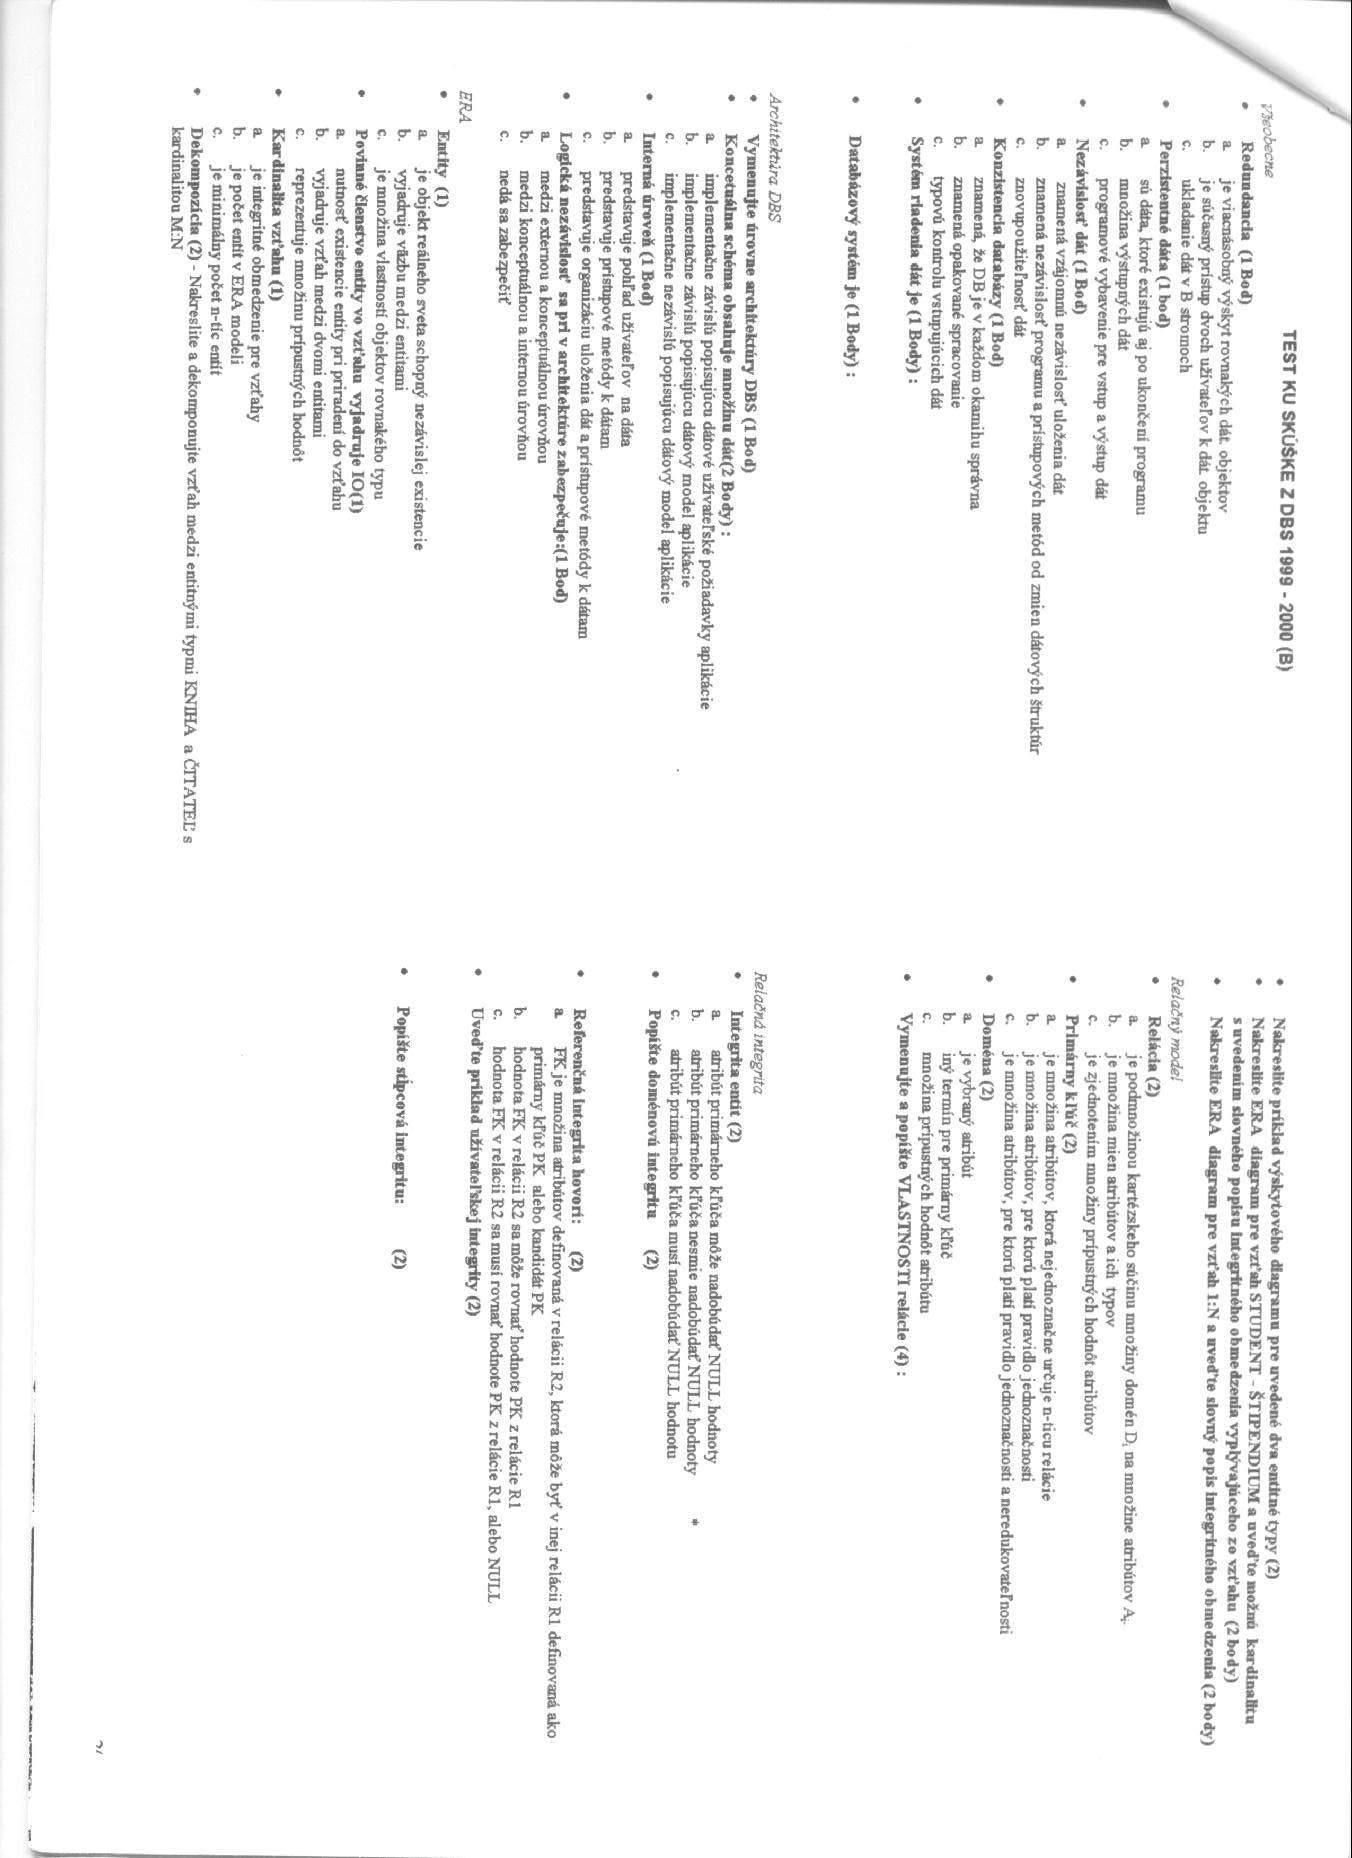 TEST KU SKÚŠKE Z DBS 1999 - 2000 (B)
Všeobecne
• Redundancia (1 Bod)
a. je viacnásobný výskyt rovnakých dát. objektov
b. je súčasný prístup dvoch užívateľov k dát. objektu
c. ukladanie dát v B stromoch
• Perzistentné dáta (1 bod)
a. sú dáta, ktoré existujú aj po ukončení programu
b. množina výstupných dát
c. programové vybavenie pre vstup a výstup dát
• Nezávislosť dát (1 Bod)
a. znamená vzájomnú nezávislosť uloženia dát
b. znamená nezávislosť programu a prístupových metód od zmien dátových štruktúr
c. znovupoužiteľnosť dát
• Konzistencia databázy (1 Bod)
a. znamená, že DB je v každom okamihu správna
b. znamená opakované spracovanie
c. typovú kontrolu vstupujúcich dát
• Systém riadenia dát je (1 Body) :
• Databázový systém je (1 Body) :
Architektúra DBS
• Vymenujte úrovne architektúry DBS (1 Bod)
• Koncetuálna schéma obsahuje množinu dát(2 Body) :
a. implementačne závislú popisujúcu dátové užívateľské požiadavky aplikácie
b. implementačne závislú popisujúcu dátový model aplikácie
c. implementačne nezávislú popisujúcu dátový model aplikácie
• Interná úroveň (1 Bod)
a. predstavuje pohľad užívateľov na dáta
b. predstavuje prístupové metódy k dátam
c. predstavuje organizáciu uloženia dát a prístupové metódy k dátam
• Logická nezávislosť sa pri v architektúre zabezpečuje:(1 Bod)
a. medzi externou a konceptuálnou úrovňou
b. medzi konceptuálnou a internou úrovňou
c. nedá sa zabezpečiť
ERA
• Entity (1)
a. je objekt reálneho sveta schopný nezávislej existencie
b. vyjadruje väzbu medzi entitami
c. je množina vlastností objektov rovnakého typu
• Povinné členstvo entity vo vzťahu vyjadruje IO(1)
a. nutnosť existencie entity pri priradení do vzťahu
b. vyjadruje vzťah medzi dvomi entitami
c. reprezentuje množinu prípustných hodnôt
• Kardinalita vzťahu (1)
a. je integritné obmedzenie pre vzťahy
b. je počet entít v ERA modeli
c. je minimálny počet n-tíc entít
• Dekompozícia (2) - Nakreslite a dekomponujte vzťah medzi entitnými typmi KNIHA a ČITATEĽ s
kardinalitou M:N
• Nakreslite príklad výskytového diagramu pre uvedené dva entitné typy (2)
• Nakreslite ERA diagram pre vzťah STUDENT - ŠTIPENDIUM a uveďte možnú kardinalitu
s uvedením slovného popisu integritného obmedzenia vyplývajúceho zo vzťahu (2 body)
• Nakreslite ERA diagram pre vzťah 1:N a uveďte slovný popis integritného obmedzenia (2 body)
Relačný model
• Relácia (2)
a. je podmnožinou kartézskeho súčinu množiny domén Di na množine atribútov Ai.
b. je množina mien atribútov a ich typov
c. je zjednotením množiny prípustných hodnôt atribútov
• Primárny kľúč (2)
a. je množina atribútov, ktorá nejednoznačne určuje n-ticu relácie
b. je množina atribútov, pre ktorú platí pravidlo jednoznačnosti
c. je množina atribútov, pre ktorú platí pravidlo jednoznačnosti a neredukovateľnosti
• Doména (2)
a. je vybraný atribút
b. iný termín pre primárny kľúč
c. množina prípustných hodnôt atribútu
• Vymenujte a popíšte VLASTNOSTI relácie (4) :
Relačná integrita
• Integrita entít (2)
a. atribút primárneho kľúča môže nadobúdať NULL hodnoty
b. atribút primárneho kľúča nesmie nadobúdať NULL hodnoty *
c. atribút primárneho kľúča musí nadobúdať NULL hodnotu
• Popíšte doménovú integritu (2)
• Referenčná integrita hovorí: (2)
a. FK je množina atribútov definovaná v relácii R2, ktorá môže byť v inej relácii R1 definovaná ako
primárny kľúč PK alebo kandidát PK
b. hodnota FK v relácii R2 sa môže rovnať hodnote PK z relácie R1
c. hodnota FK v relácii R2 sa musí rovnať hodnote PK z relácie R1, alebo NULL
• Uveďte príklad užívateľskej integrity (2)
• Popíšte stĺpcová integritu: (2)